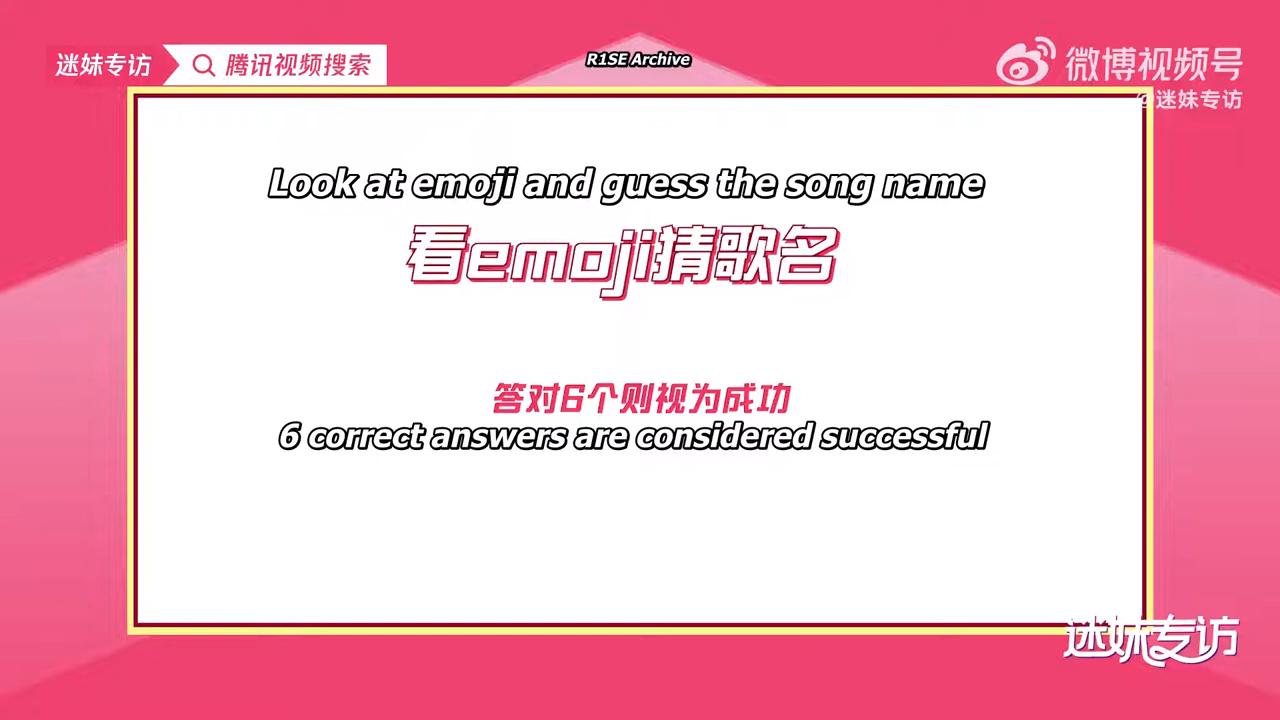 迷妹专访
腾讯视频搜索
R1SE Archive
微博视频号
@迷妹专访
Look at emoji and guess the song name
看emoji猜歌名
答对6个则视为成功
6 correct answers are considered successful
迷妹专访